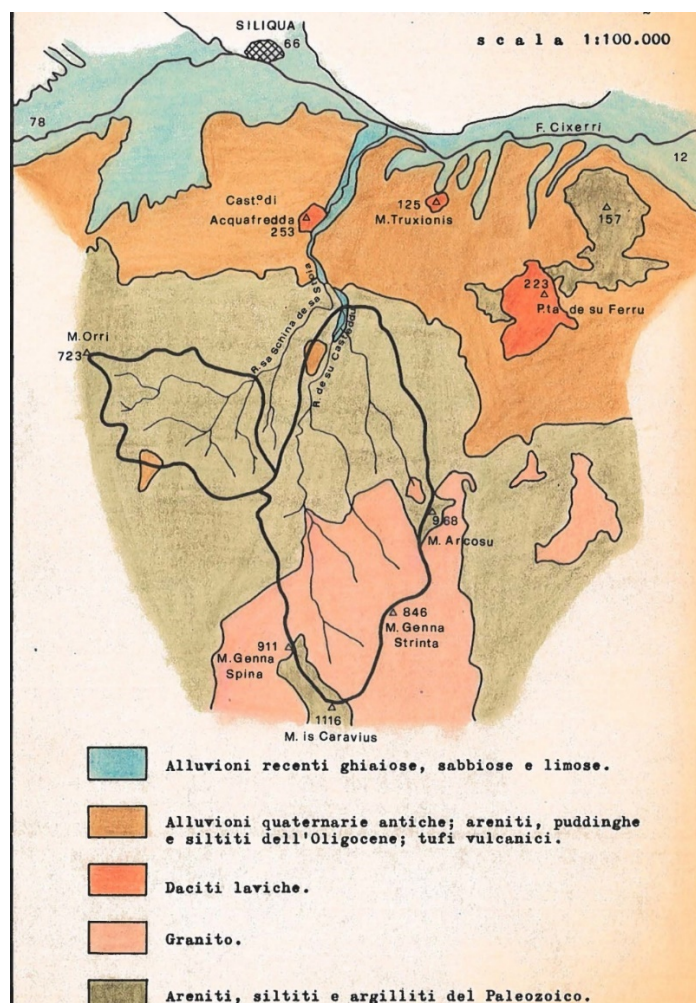 SILIQUA
66
scala 1:100.000
78
F. Cixerri
12
Cast.º di
Acquafredda
253
125
M. Truxionis
157
223
P.ta de su Ferru
R. sa Schina de sa Stoia
M. Orri
723
R. de su Casteddu
968
M. Arcosu
846
M. Genna
Strinta
911
M. Genna
Spina
1116
M. is Caravius
Alluvioni recenti ghiaiose, sabbiose e limose.
Alluvioni quaternarie antiche; areniti, puddinghe
e siltiti dell'Oligocene; tufi vulcanici.
Daciti laviche.
Granito.
Areniti, siltiti e argilliti del Paleozoico.